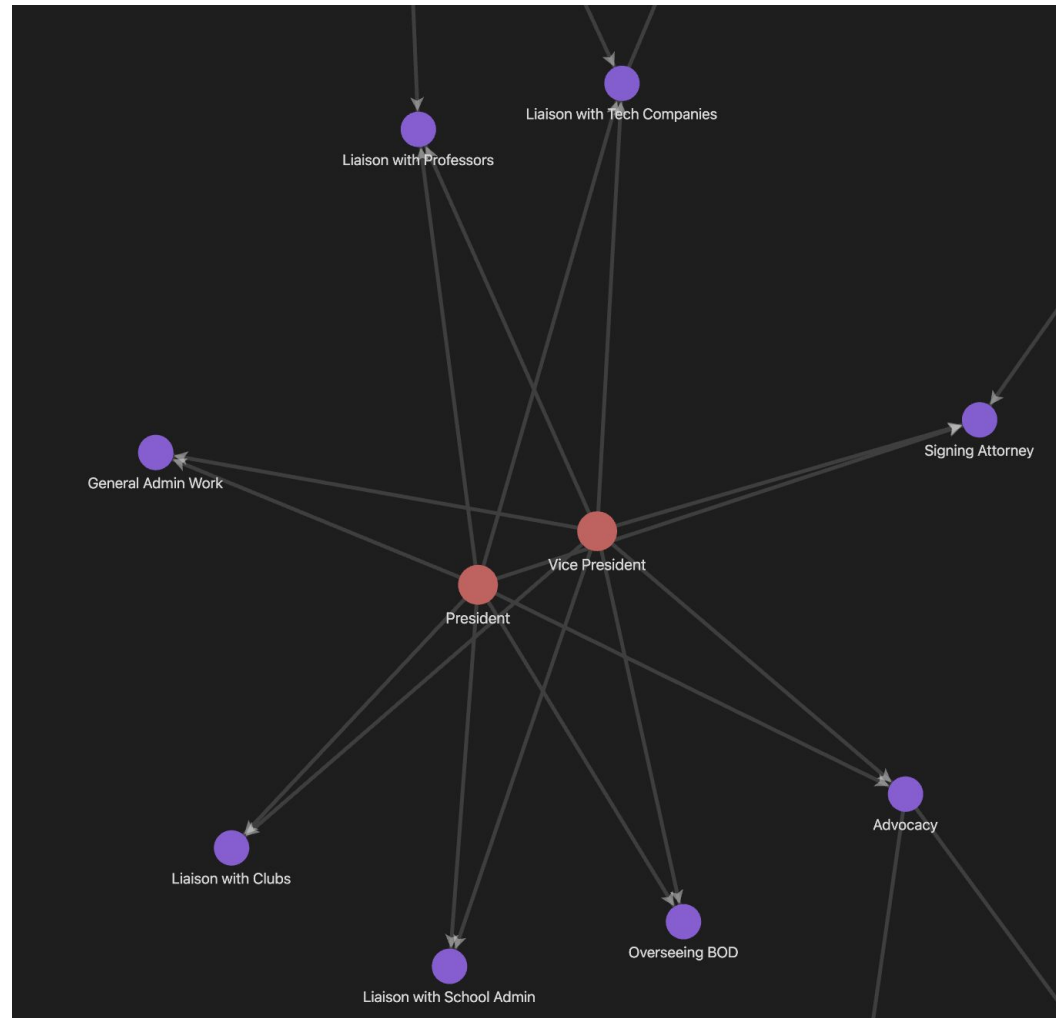 Liaison with Tech Companies
Liaison with Professors
Signing Attorney
General Admin Work
Vice President
President
Advocacy
Liaison with Clubs
Overseeing BOD
Liaison with School Admin